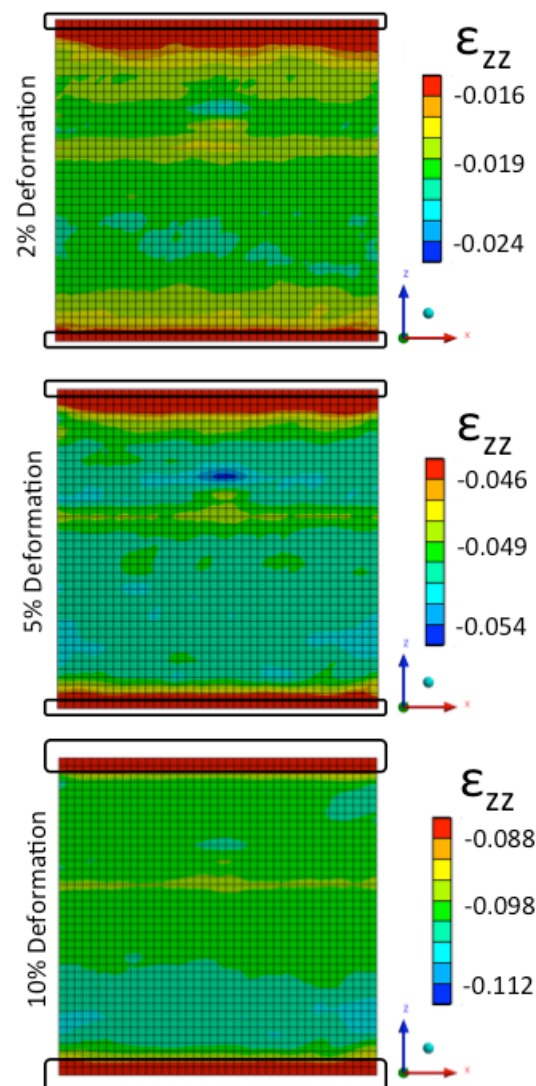 2% Deformation
εzz
-0.016
-0.019
-0.024
z
x
5% Deformation
εzz
-0.046
-0.049
-0.054
z
x
10% Deformation
εzz
-0.088
-0.098
-0.112
z
x